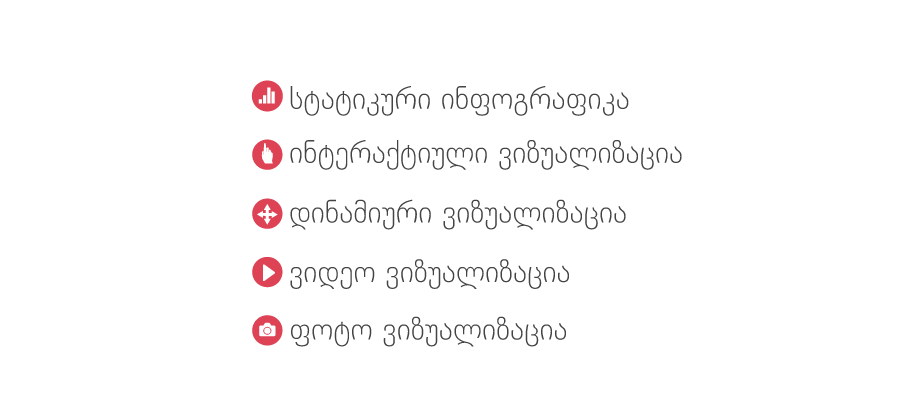 სტატიკური ინფოგრაფიკა
ინტერაქტიული ვიზუალიზაცია
დინამიური ვიზუალიზაცია
ვიდეო ვიზუალიზაცია
ფოტო ვიზუალიზაცია